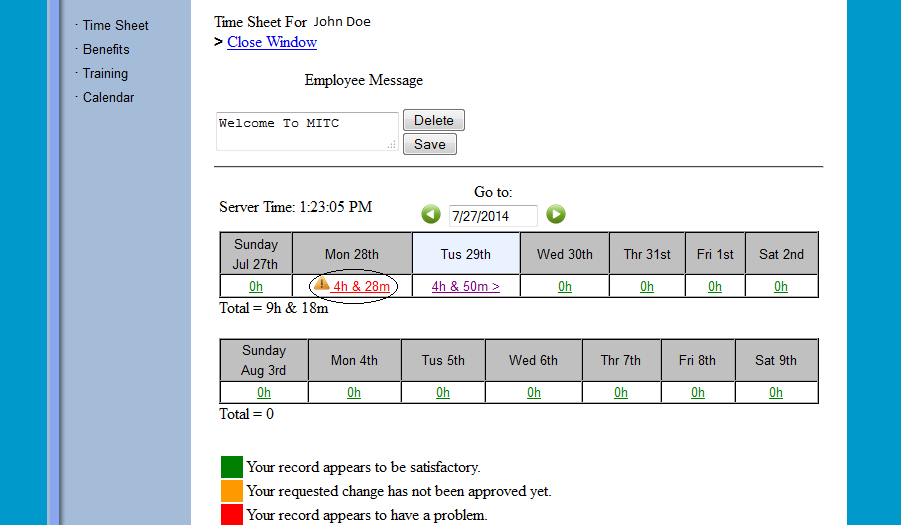 · Time Sheet
· Benefits
· Training
· Calendar
Time Sheet For John Doe
> Close Window
Employee Message
Welcome To MITC
Delete
Save
Go to:
Server Time: 1:23:05 PM
7/27/2014
Sunday Jul 27th Mon 28th Tus 29th Wed 30th Thr 31st Fri 1st Sat 2nd
0h 4h & 28m 4h & 50m > 0h 0h 0h 0h
Total = 9h & 18m
Sunday Aug 3rd Mon 4th Tus 5th Wed 6th Thr 7th Fri 8th Sat 9th
0h 0h 0h 0h 0h 0h 0h
Total = 0
Your record appears to be satisfactory.
Your requested change has not been approved yet.
Your record appears to have a problem.